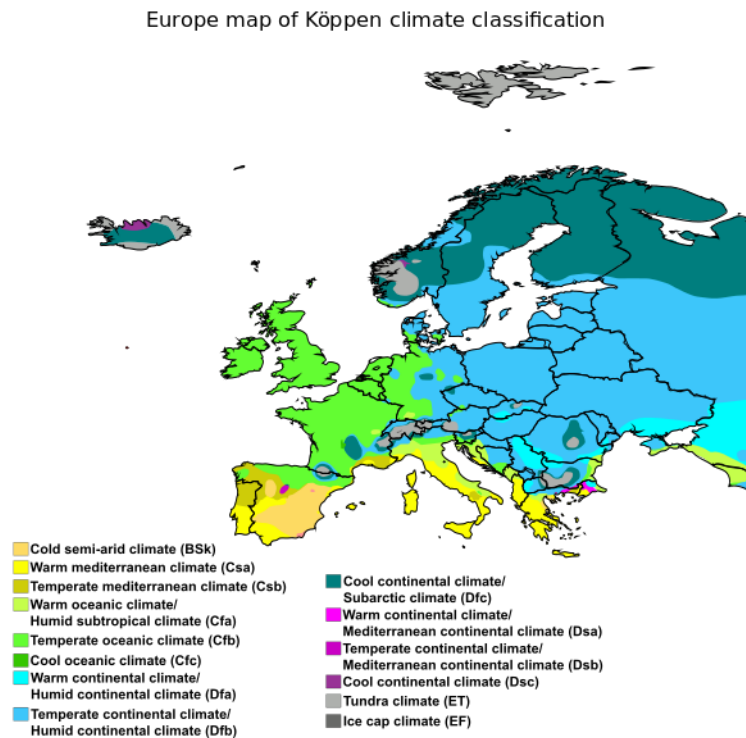 Europe map of Köppen climate classification
Cold semi-arid climate (BSk)
Warm mediterranean climate (Csa)
Temperate mediterranean climate (Csb)
Warm oceanic climate/
Humid subtropical climate (Cfa)
Temperate oceanic climate (Cfb)
Cool oceanic climate (Cfc)
Warm continental climate/
Humid continental climate (Dfa)
Temperate continental climate/
Humid continental climate (Dfb)
Cool continental climate/
Subarctic climate (Dfc)
Warm continental climate/
Mediterranean continental climate (Dsa)
Temperate continental climate/
Mediterranean continental climate (Dsb)
Cool continental climate (Dsc)
Tundra climate (ET)
Ice cap climate (EF)